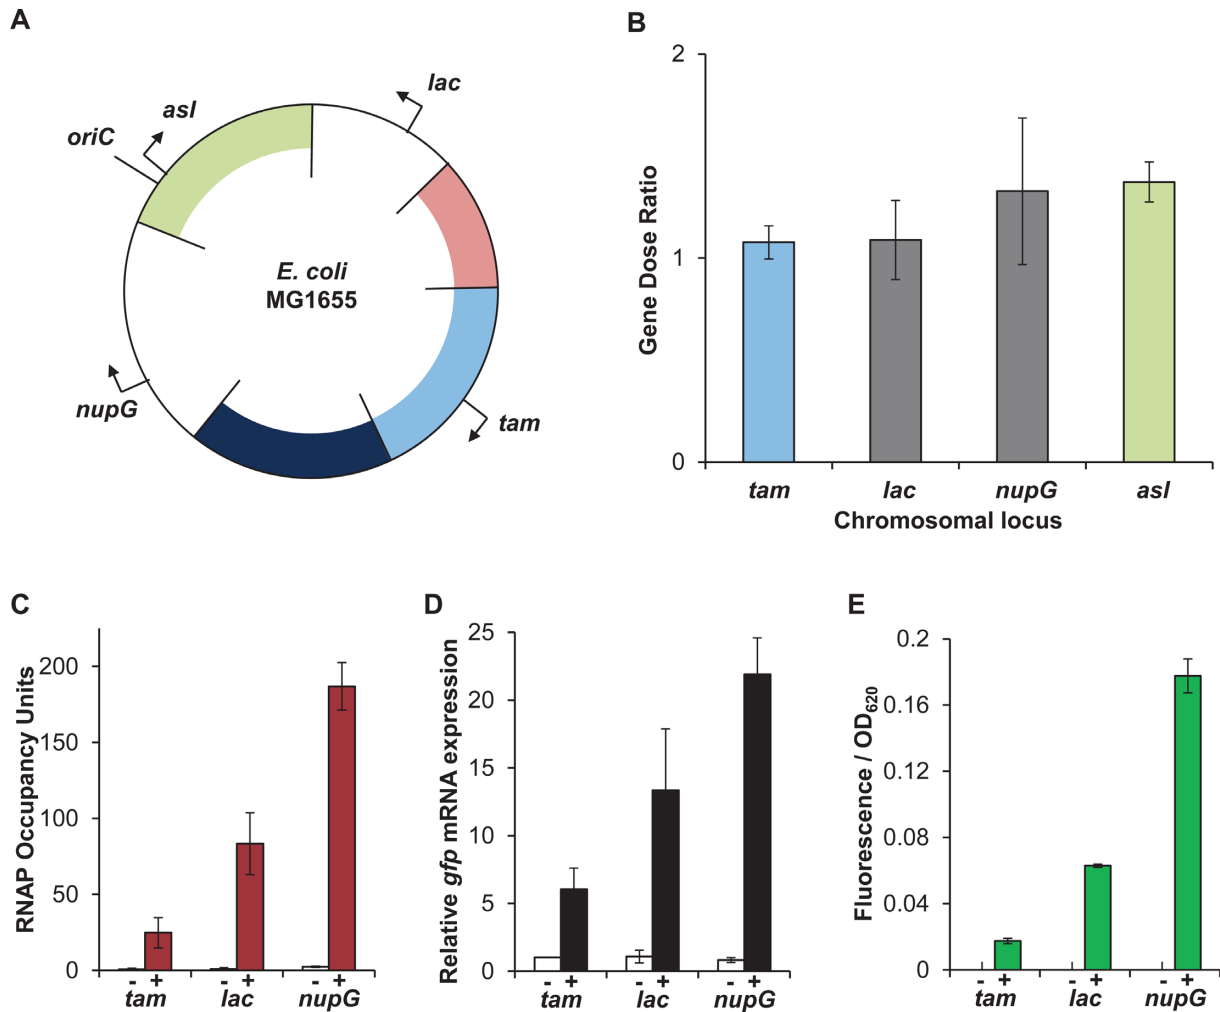 A
oriC
asl
lac
E. coli
MG1655
nupG
tam
B
Gene Dose Ratio
2
1
0
tam lac nupG asl
Chromosomal locus
C
RNAP Occupancy Units
200
150
100
50
0
- + - + - +
tam lac nupG
D
Relative gfp mRNA expression
25
20
15
10
5
0
- + - + - +
tam lac nupG
E
Fluorescence / OD620
0.2
0.16
0.12
0.08
0.04
0
- + - + - +
tam lac nupG